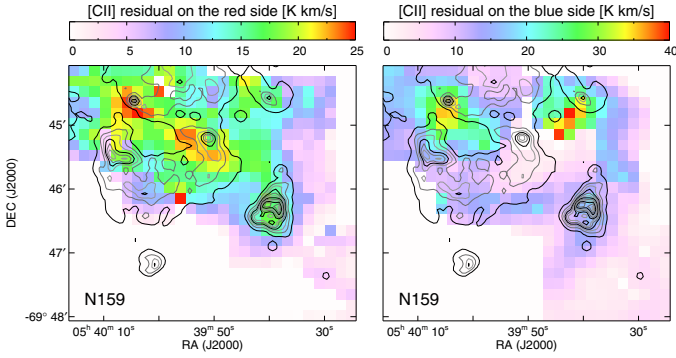 [CII] residual on the red side [K km/s]
[CII] residual on the blue side [K km/s]
0 5 10 15 20 25
0 10 20 30 40
45'
46'
47'
-69° 48'
DEC (J2000)
N159
N159
05ʰ 40ᵐ 10ˢ 39ᵐ 50ˢ 30ˢ
05ʰ 40ᵐ 10ˢ 39ᵐ 50ˢ 30ˢ
RA (J2000)
RA (J2000)